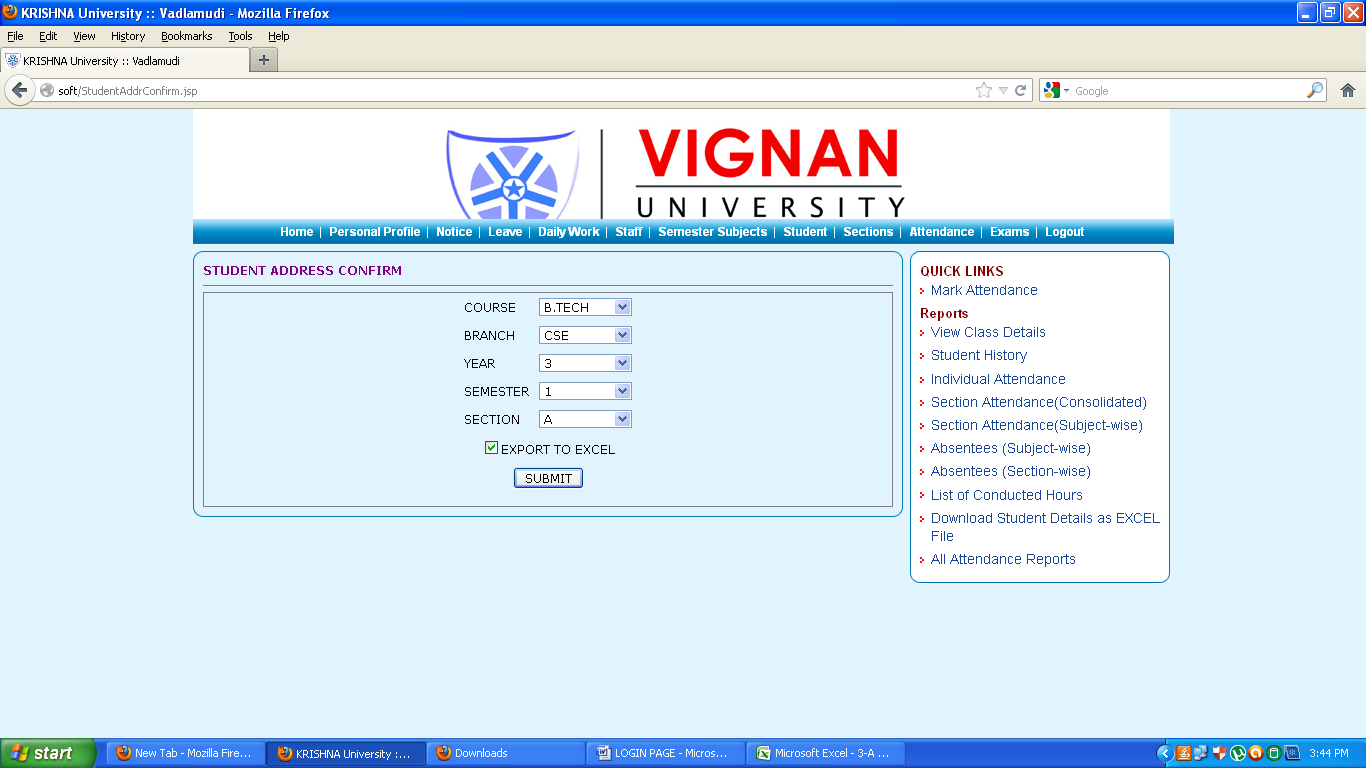 KRISHNA University :: Vadlamudi - Mozilla Firefox
File Edit View History Bookmarks Tools Help
KRISHNA University :: Vadlamudi
soft/StudentAddrConfirm.jsp
Google
VIGNAN
UNIVERSITY
Home | Personal Profile | Notice | Leave | Daily Work | Staff | Semester Subjects | Student | Sections | Attendance | Exams | Logout
STUDENT ADDRESS CONFIRM
COURSE B.TECH
BRANCH CSE
YEAR 3
SEMESTER 1
SECTION A
EXPORT TO EXCEL
SUBMIT
QUICK LINKS
Mark Attendance
Reports
View Class Details
Student History
Individual Attendance
Section Attendance(Consolidated)
Section Attendance(Subject-wise)
Absentees (Subject-wise)
Absentees (Section-wise)
List of Conducted Hours
Download Student Details as EXCEL
File
All Attendance Reports
start New Tab - Mozilla Fire... KRISHNA University :... Downloads LOGIN PAGE - Micros... Microsoft Excel - 3-A ... 3:44 PM